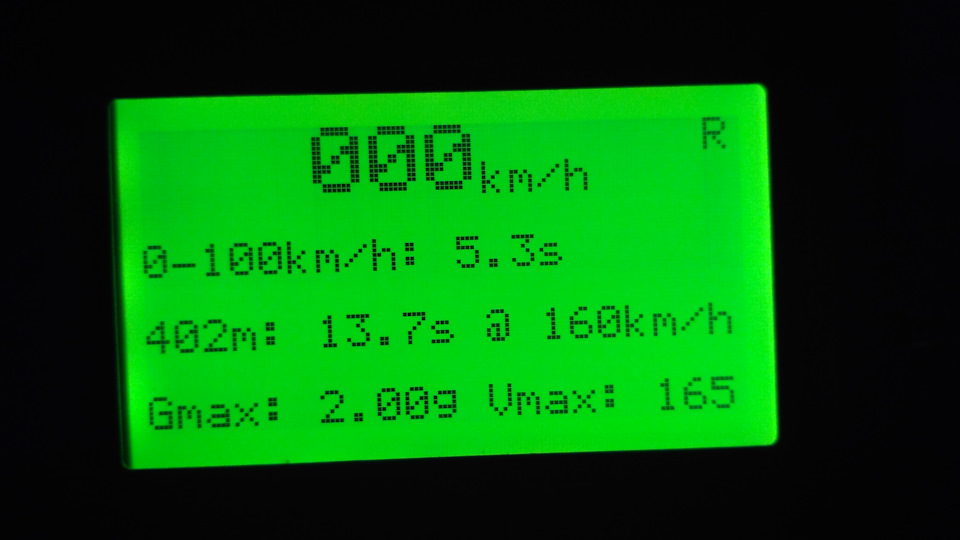 000km/h R
0-100km/h: 5.3s
402m: 13.7s @ 160km/h
Gmax: 2.00g Vmax: 165